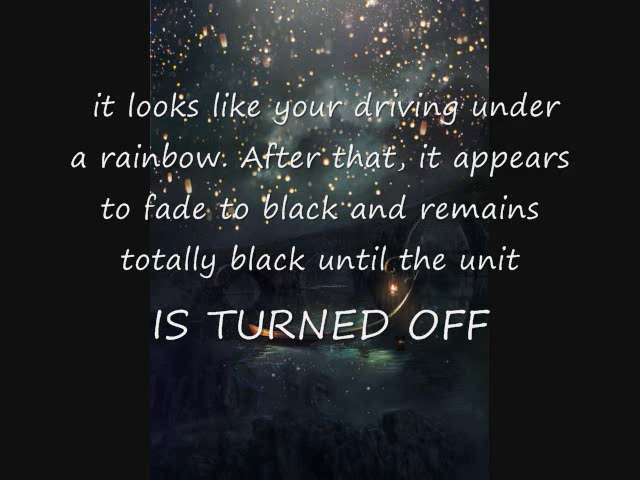 it looks like your driving under
a rainbow. After that, it appears
to fade to black and remains
totally black until the unit
IS TURNED OFF